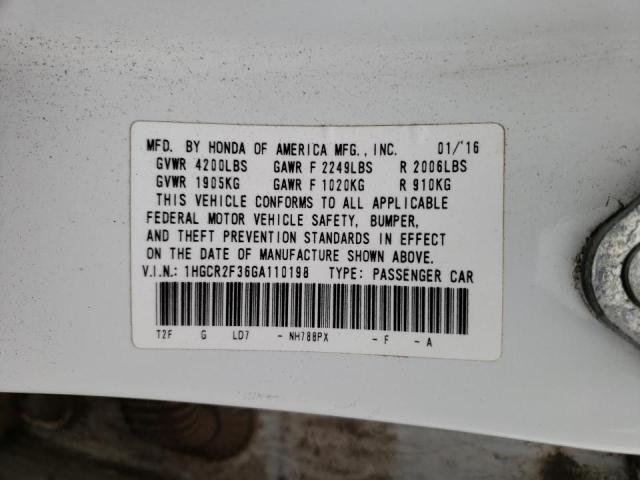 MFD. BY HONDA OF AMERICA MFG., INC. 01/'16
GVWR 4200LBS GAWR F 2249LBS R 2006LBS
GVWR 1905KG GAWR F 1020KG R 910KG
THIS VEHICLE CONFORMS TO ALL APPLICABLE
FEDERAL MOTOR VEHICLE SAFETY, BUMPER,
AND THEFT PREVENTION STANDARDS IN EFFECT
ON THE DATE OF MANUFACTURE SHOWN ABOVE.
V.I.N.: 1HGCR2F36GA110198 TYPE: PASSENGER CAR
T2F G LD7 - NH788PX - F - A